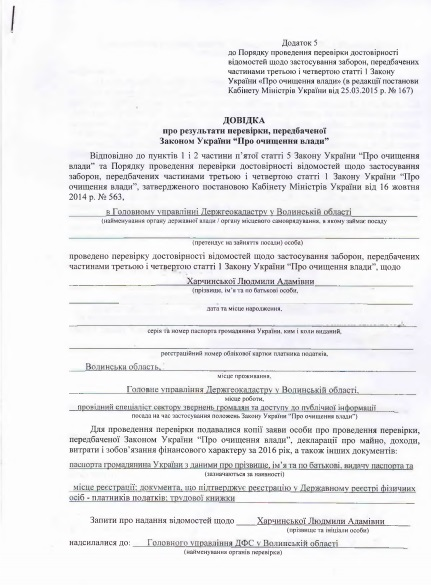 Додаток 5
до Порядку проведення перевірки достовірності
відомостей щодо застосування заборон, передбачених
частинами третьою і четвертою статті 1 Закону
України «Про очищення влади» (в редакції постанови
Кабінету Міністрів України від 25.03.2015 р. № 167)
ДОВІДКА
про результати перевірки, передбаченої
Законом України “Про очищення влади”
Відповідно до пунктів 1 і 2 частини п’ятої статті 5 Закону України “Про очищення
влади” та Порядку проведення перевірки достовірності відомостей щодо застосування
заборон, передбачених частинами третьою і четвертою статті 1 Закону України “Про
очищення влади”, затвердженого постановою Кабінету Міністрів України від 16 жовтня
2014 р. № 563,
в Головному управлінні Держгеокадастру у Волинській області
(найменування органу державної влади / органу місцевого самоврядування, в якому займає посаду
(претендує на зайняття посади) особа)
проведено перевірку достовірності відомостей щодо застосування заборон, передбачених
частинами третьою і четвертою статті 1 Закону України “Про очищення влади”, щодо
Харчинської Людмили Адамівни
(прізвище, ім’я та по батькові особи,
дата та місце народження,
серія та номер паспорта громадянина України, ким і коли виданий,
реєстраційний номер облікової картки платника податків,
Волинська область,
місце проживання,
Головне управління Держгеокадастру у Волинській області,
місце роботи,
провідний спеціаліст сектору звернень громадян та доступу до публічної інформації
посада на час застосування положень Закону України “Про очищення влади”)
Для проведення перевірки подавалися копії заяви особи про проведення перевірки,
передбаченої Законом України “Про очищення влади”, декларації про майно, доходи,
витрати і зобов’язання фінансового характеру за 2016 рік, а також інших документів:
паспорта громадянина України з даними про прізвище, ім’я та по батькові, видачу паспорта та
(зазначаються за наявності)
місце реєстрації; документа, що підтверджує реєстрацію у Державному реєстрі фізичних
осіб - платників податків; трудової книжки
Запити про надання відомостей щодо Харчинської Людмили Адамівни
(прізвище та ініціали особи)
надсилалися до: Головного управління ДФС у Волинській області
(найменування органів перевірки)